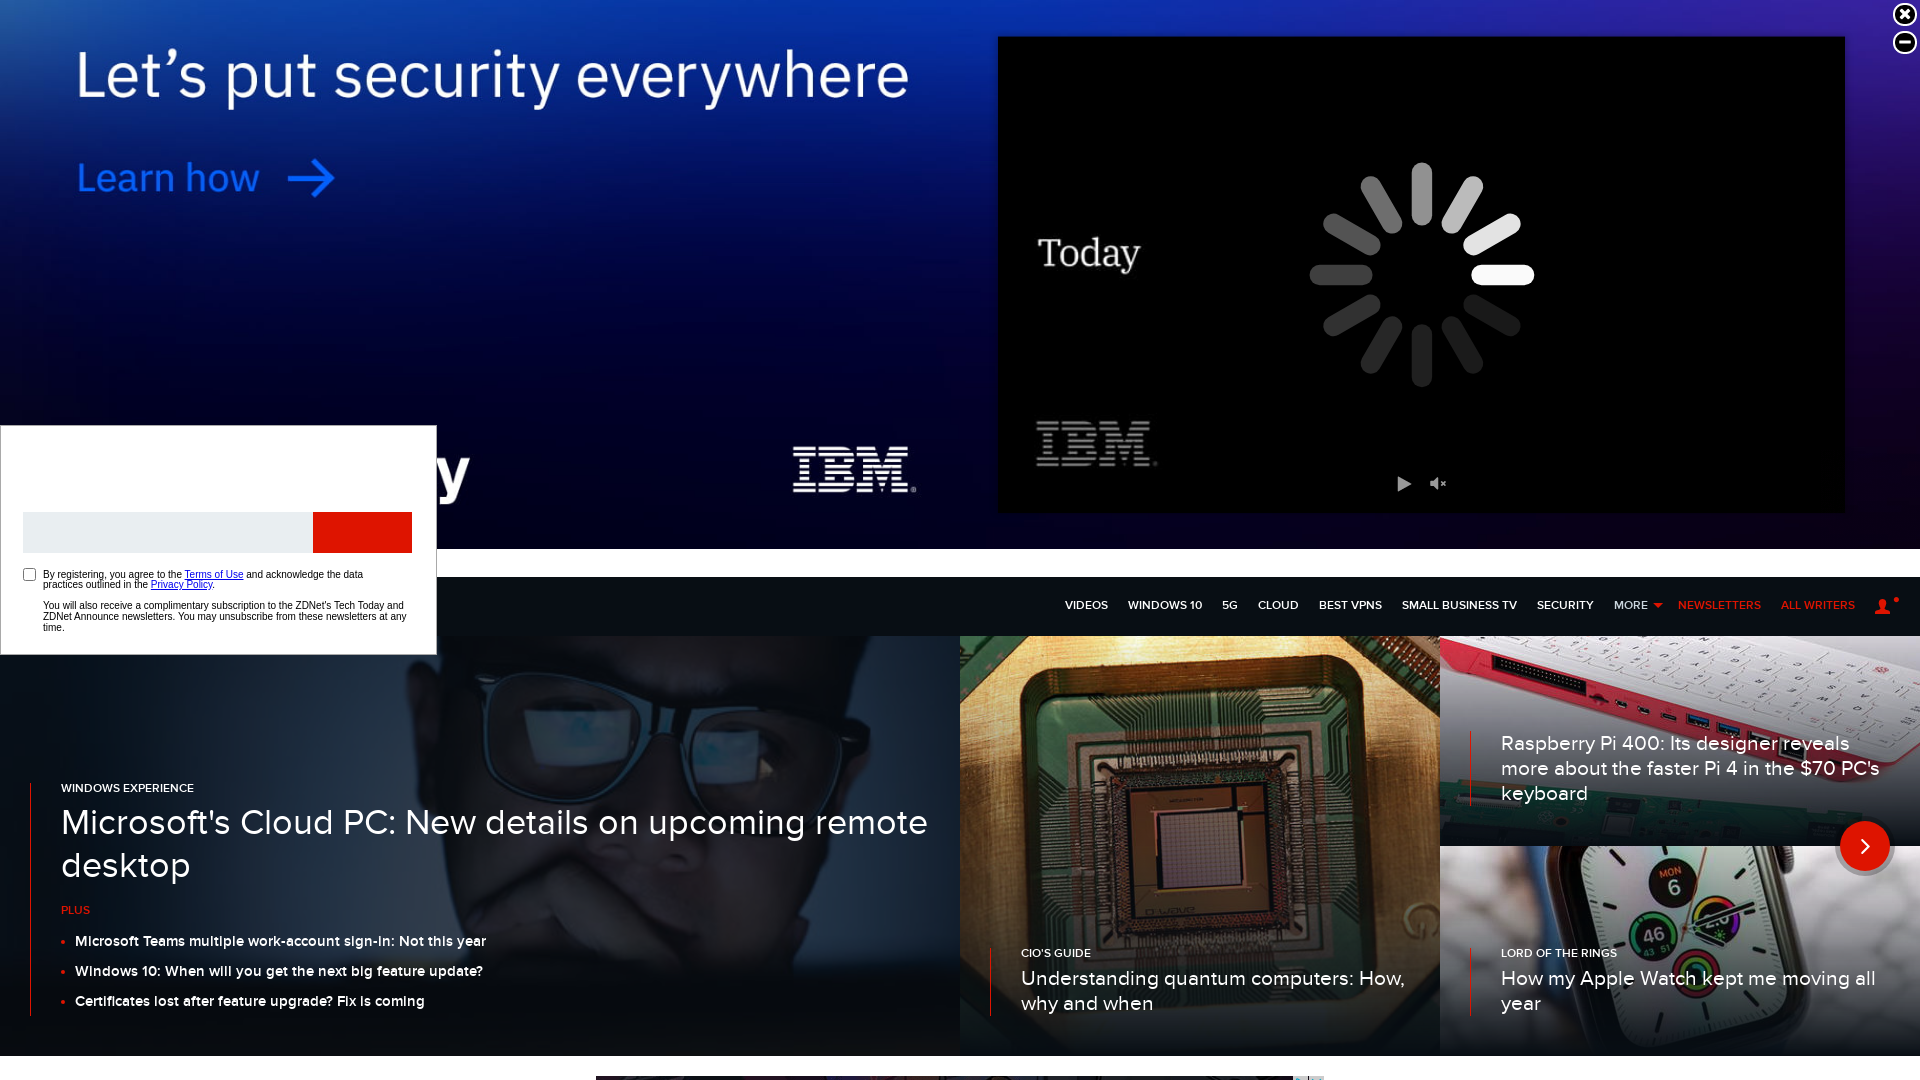 Let's put security everywhere
Learn how
Today
IBM
IBM
y
By registering, you agree to the Terms of Use and acknowledge the data
practices outlined in the Privacy Policy.
You will also receive a complimentary subscription to the ZDNet's Tech Today and
ZDNet Announce newsletters. You may unsubscribe from these newsletters at any
time.
VIDEOS WINDOWS 10 5G CLOUD BEST VPNS SMALL BUSINESS TV SECURITY MORE NEWSLETTERS ALL WRITERS
WINDOWS EXPERIENCE
Microsoft's Cloud PC: New details on upcoming remote
desktop
PLUS
Microsoft Teams multiple work-account sign-in: Not this year
Windows 10: When will you get the next big feature update?
Certificates lost after feature upgrade? Fix is coming
CIO'S GUIDE
Understanding quantum computers: How,
why and when
Raspberry Pi 400: Its designer reveals
more about the faster Pi 4 in the $70 PC's
keyboard
MON
6
46
LORD OF THE RINGS
How my Apple Watch kept me moving all
year